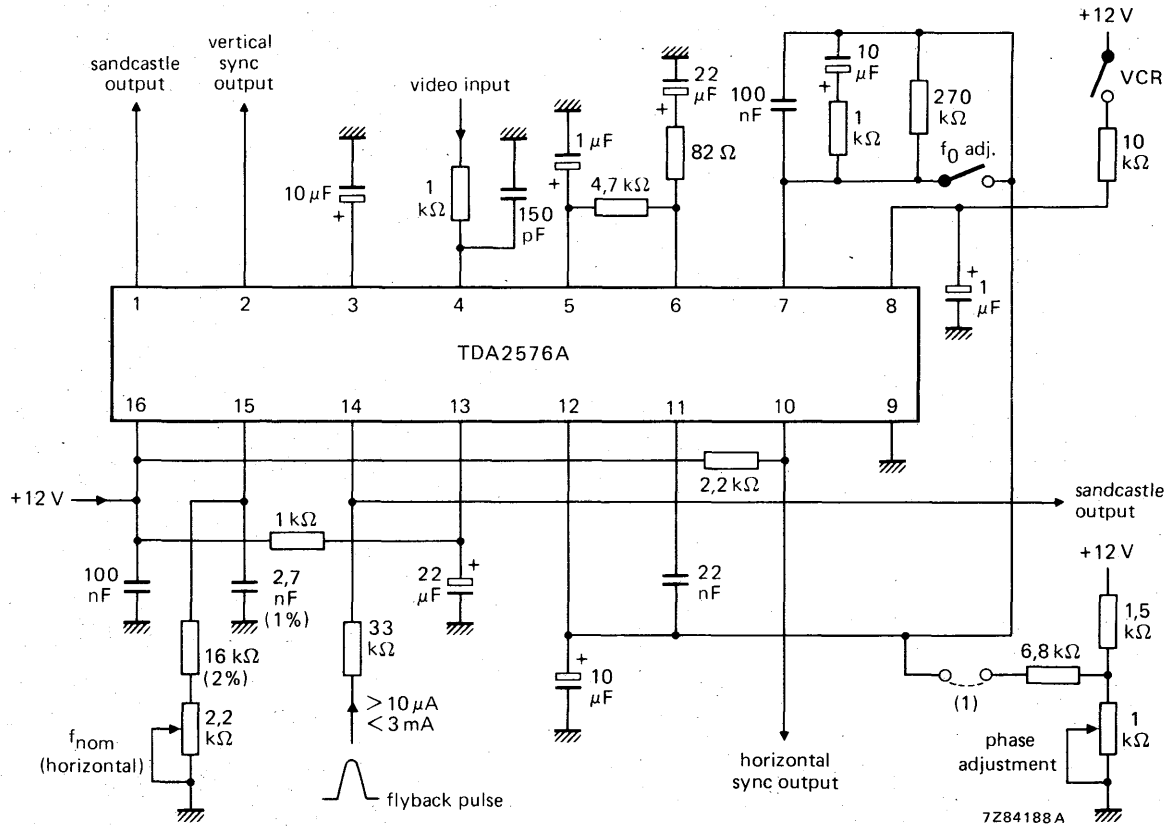 sandcastle
output
vertical
sync
output
video input
+12 V
VCR
10 µF
+
1
kΩ
150
pF
1 µF
+
4,7 kΩ
22
µF
+
82 Ω
100
nF
10
µF
+
1
kΩ
270
kΩ
f0 adj.
10
kΩ
+
1
µF
1
2
3
4
5
6
7
8
TDA2576A
16
15
14
13
12
11
10
9
+12 V
2,2 kΩ
sandcastle
output
1 kΩ
100
nF
2,7
nF
(1%)
22
µF
+
22
nF
+12 V
1,5
kΩ
16 kΩ
(2%)
33
kΩ
+
10
µF
6,8 kΩ
(1)
2,2
kΩ
fnom
(horizontal)
> 10 µA
< 3 mA
flyback pulse
horizontal
sync output
phase
adjustment
1
kΩ
7Z84188A